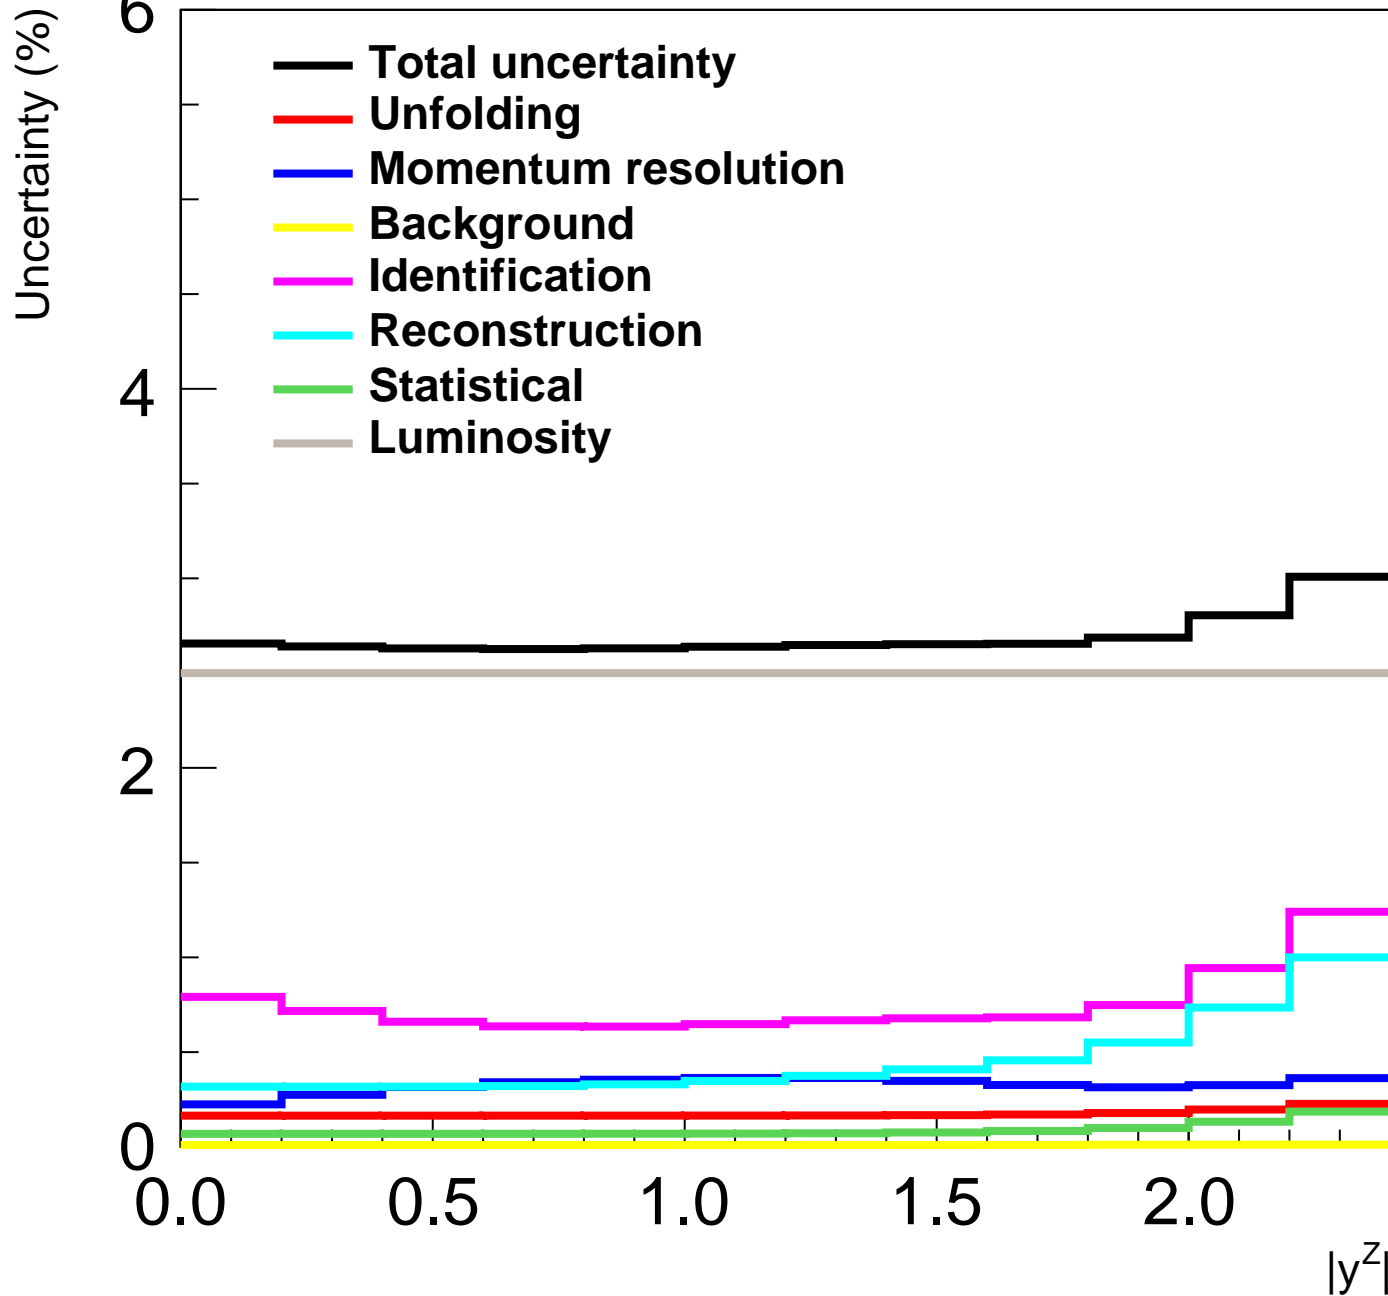 6
Uncertainty (%)
Total uncertainty
Unfolding
Momentum resolution
Background
Identification
Reconstruction
Statistical
Luminosity
4
2
0
0.0 0.5 1.0 1.5 2.0
|y^Z|